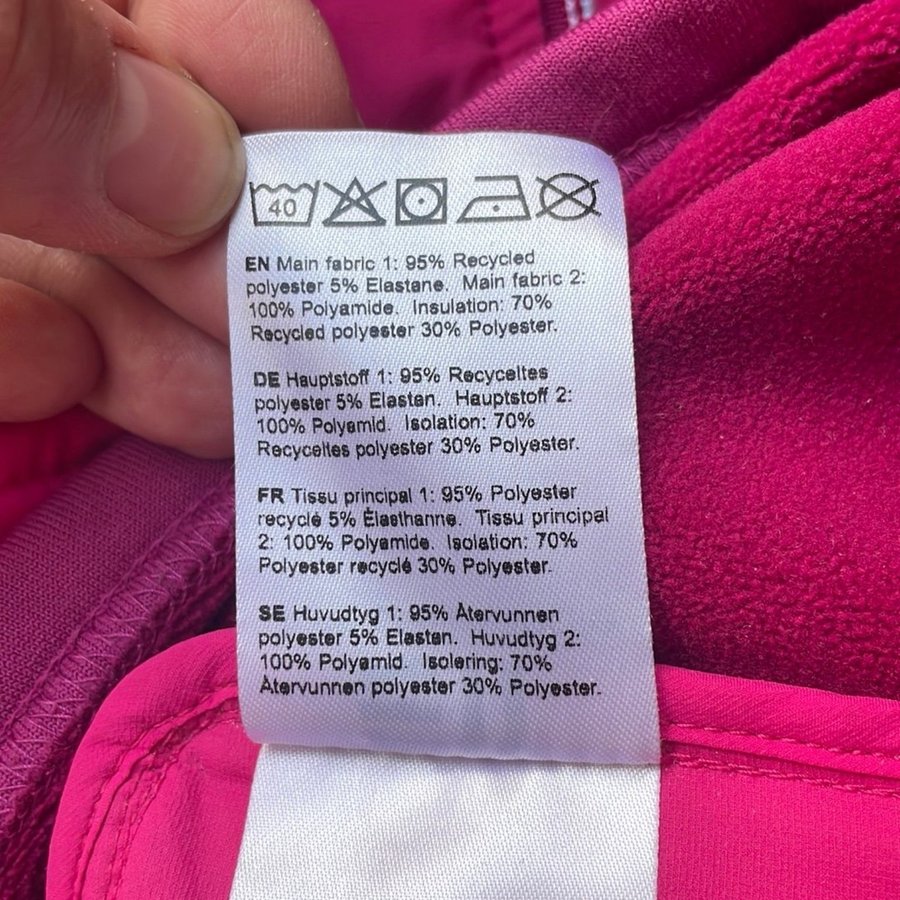 40
EN Main fabric 1: 95% Recycled
polyester 5% Elastane. Main fabric 2:
100% Polyamide. Insulation: 70%
Recycled polyester 30% Polyester.
DE Hauptstoff 1: 95% Recyceltes
polyester 5% Elastan. Hauptstoff 2:
100% Polyamid. Isolation: 70%
Recyceltes polyester 30% Polyester.
FR Tissu principal 1: 95% Polyester
recyclé 5% Élasthanne. Tissu principal
2: 100% Polyamide. Isolation: 70%
Polyester recyclé 30% Polyester.
SE Huvudtyg 1: 95% Återvunnen
polyester 5% Elastan. Huvudtyg 2:
100% Polyamid. Isolering: 70%
Återvunnen polyester 30% Polyester.